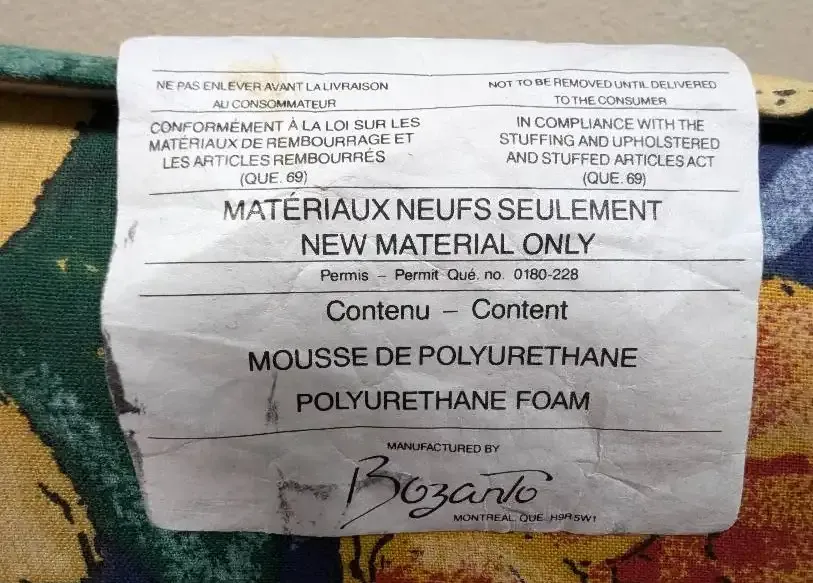 NE PAS ENLEVER AVANT LA LIVRAISON
AU CONSOMMATEUR
NOT TO BE REMOVED UNTIL DELIVERED
TO THE CONSUMER
CONFORMÉMENT À LA LOI SUR LES
MATÉRIAUX DE REMBOURRAGE ET
LES ARTICLES REMBOURRÉS
(QUE. 69)
IN COMPLIANCE WITH THE
STUFFING AND UPHOLSTERED
AND STUFFED ARTICLES ACT
(QUE. 69)
MATÉRIAUX NEUFS SEULEMENT
NEW MATERIAL ONLY
Permis – Permit Qué. no. 0180-228
Contenu – Content
MOUSSE DE POLYURETHANE
POLYURETHANE FOAM
MANUFACTURED BY
Bozanto
MONTREAL, QUE. H9R 5W1